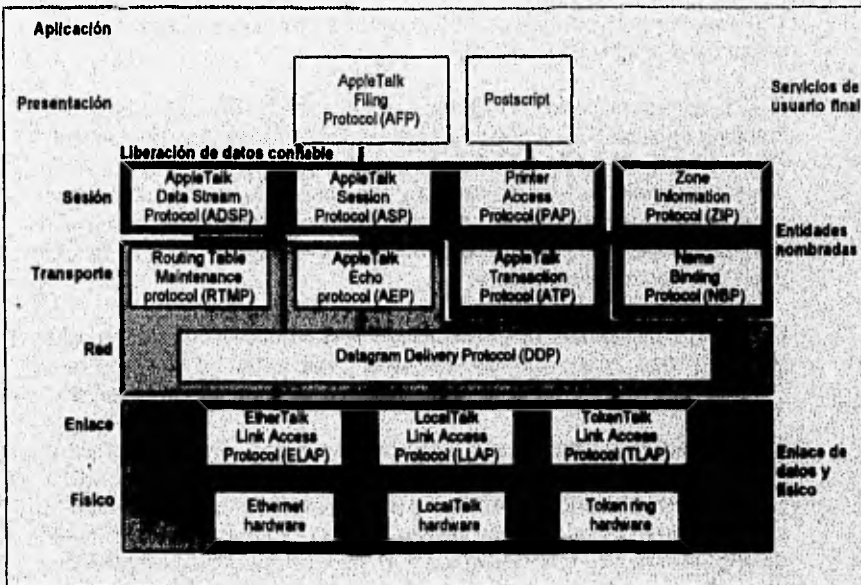 Aplicación
AppleTalk
Filing
Protocol (AFP)
Postscript
Presentación
Servicios de
usuario final
Liberación de datos confiable
Sesión
AppleTalk
Data Stream
Protocol (ADSP)
AppleTalk
Session
Protocol (ASP)
Printer
Access
Protocol (PAP)
Zone
Information
Protocol (ZIP)
Entidades
nombradas
Transporte
Routing Table
Maintenance
protocol (RTMP)
AppleTalk
Echo
protocol (AEP)
AppleTalk
Transaction
Protocol (ATP)
Name
Binding
Protocol (NBP)
Red
Datagram Delivery Protocol (DDP)
Enlace
EtherTalk
Link Access
Protocol (ELAP)
LocalTalk
Link Access
Protocol (LLAP)
TokenTalk
Link Access
Protocol (TLAP)
Enlace de
datos y
físico
Físico
Ethernet
hardware
LocalTalk
hardware
Token ring
hardware